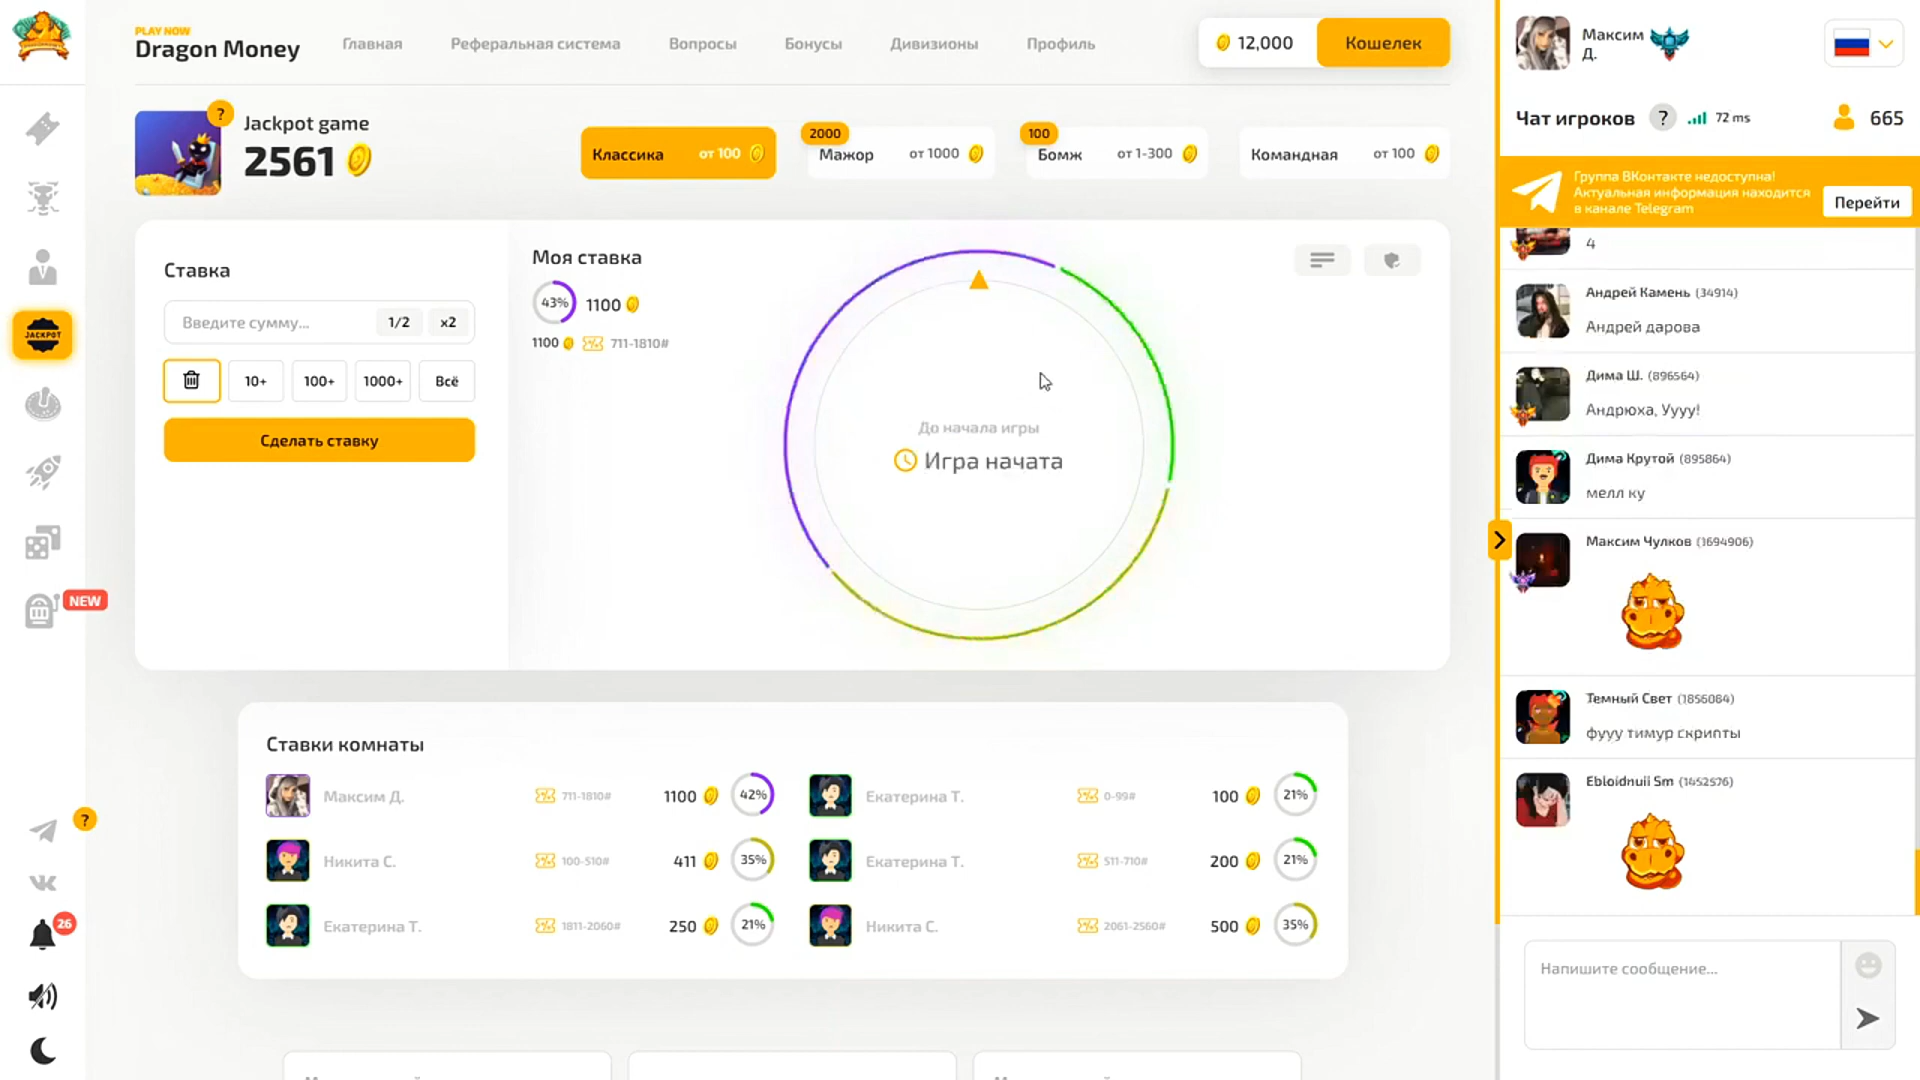 PLAY NOW
Dragon Money
Главная
Реферальная система
Вопросы
Бонусы
Дивизионы
Профиль
12,000
Кошелек
?
Jackpot game
2561
Классика от 100
2000
Мажор от 1000
100
Бомж от 1-300
Командная от 100
JACKPOT
NEW
?
26
Ставка
Введите сумму...
1/2
x2
10+
100+
1000+
Всё
Сделать ставку
Моя ставка
43%
1100
1100 711-1810#
До начала игры
Игра начата
Ставки комнаты
Максим Д. 711-1810# 1100 42%
Екатерина Т. 0-99# 100 21%
Никита С. 100-510# 411 35%
Екатерина Т. 511-710# 200 21%
Екатерина Т. 1811-2060# 250 21%
Никита С. 2061-2560# 500 35%
Максим
Д.
Чат игроков ? 72 ms 665
Группа ВКонтакте недоступна!
Актуальная информация находится
в канале Telegram
Перейти
4
Андрей Камень (34914)
Андрей дарова
Дима Ш. (896564)
Андрюха, Уууу!
Дима Крутой (895864)
мелл ку
Максим Чулков (1694906)
Темный Свет (1856084)
фууу тимур скрипты
Ebloidnuii Sm (1452576)
Напишите сообщение...